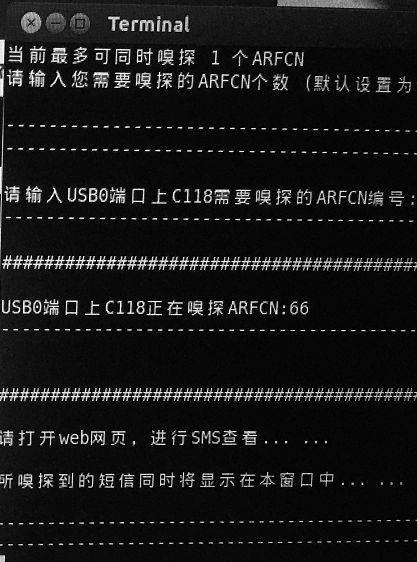 Terminal
当前最多可同时嗅探 1 个ARFCN
请输入您需要嗅探的ARFCN个数 (默认设置为
--------------------------------
--------------------------------
请输入USB0端口上C118需要嗅探的ARFCN编号:
--------------------------------
########################################
USB0端口上C118正在嗅探ARFCN:66
--------------------------------
########################################
请打开web网页, 进行SMS查看... ...
所嗅探到的短信同时将显示在本窗口中... ...
--------------------------------
--------------------------------